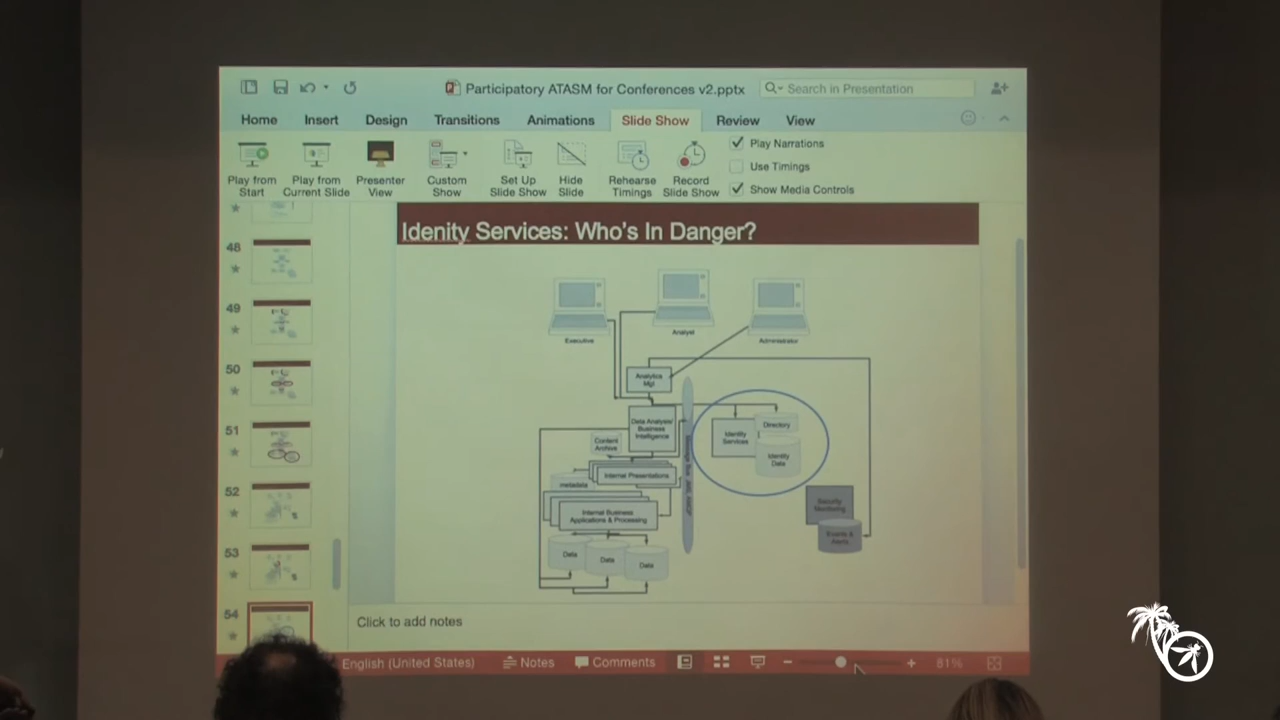 Participatory ATASM for Conferences v2.pptx
Search in Presentation
Home Insert Design Transitions Animations Slide Show Review View
Play from Start
Play from Current Slide
Presenter View
Custom Show
Set Up Slide Show
Hide Slide
Rehearse Timings
Record Slide Show
Play Narrations
Use Timings
Show Media Controls
48
49
50
51
52
53
54
Idenity Services: Who's In Danger?
Executive
Analyst
Administrator
Analytics
Mgt
Data Analysis/
Business
Intelligence
Content
Archive
Identity
Services
Directory
Identity
Data
Internal Presentations
metadata
Internal Business
Applications & Processing
Security
Monitoring
Events &
Alerts
Data
Data
Data
Click to add notes
English (United States) Notes Comments 81%